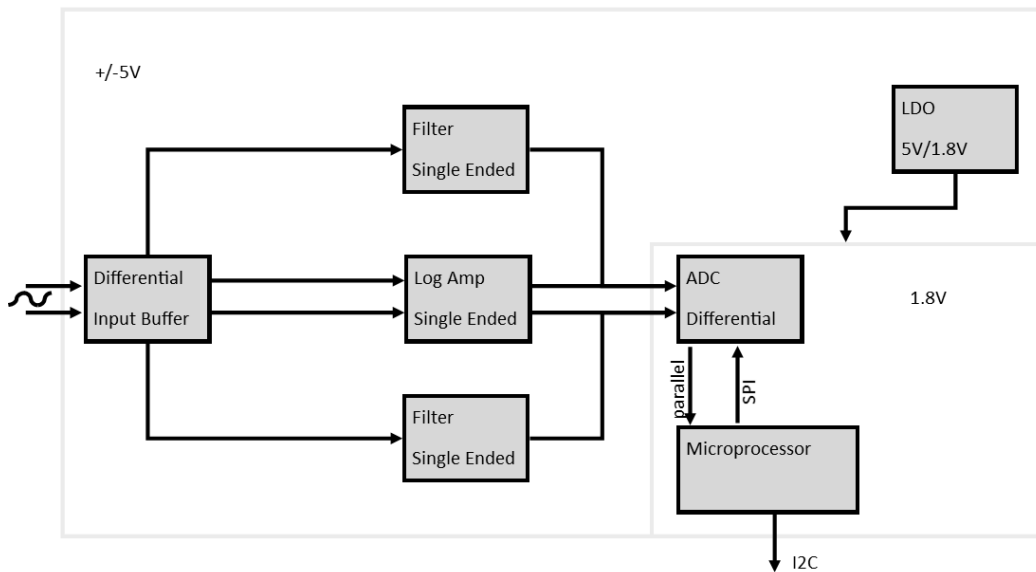 +/-5V
LDO
5V/1.8V
Filter
Single Ended
Differential
Input Buffer
Log Amp
Single Ended
ADC
Differential
1.8V
parallel
SPI
Filter
Single Ended
Microprocessor
I2C